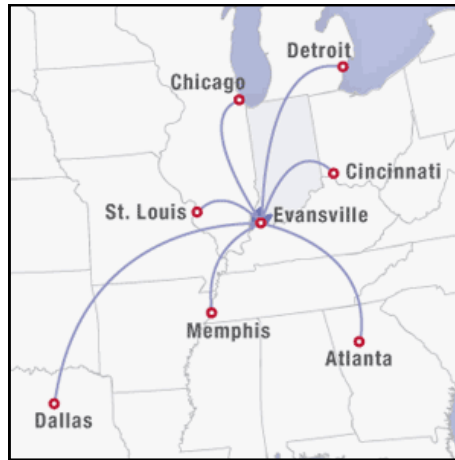 Detroit
Chicago
Cincinnati
St. Louis
Evansville
Memphis
Atlanta
Dallas